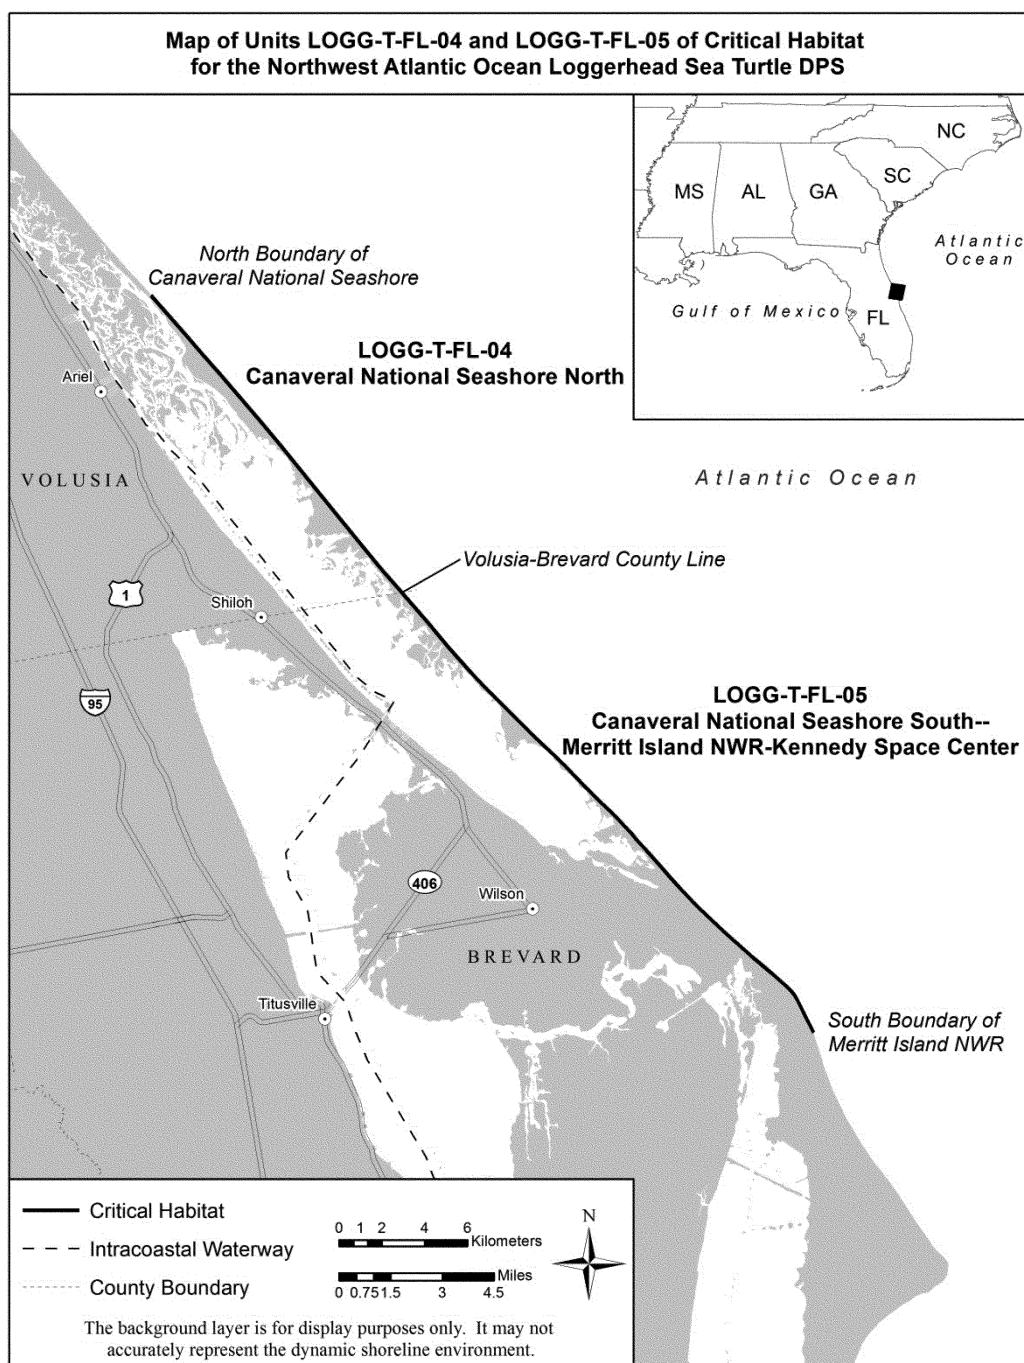 Map of Units LOGG-T-FL-04 and LOGG-T-FL-05 of Critical Habitat
for the Northwest Atlantic Ocean Loggerhead Sea Turtle DPS
NC
SC
MS
AL
GA
Atlantic
Ocean
Gulf of Mexico
FL
North Boundary of
Canaveral National Seashore
LOGG-T-FL-04
Canaveral National Seashore North
Ariel
VOLUSIA
Atlantic Ocean
Volusia-Brevard County Line
1
Shiloh
95
LOGG-T-FL-05
Canaveral National Seashore South--
Merritt Island NWR-Kennedy Space Center
406
Wilson
BREVARD
Titusville
South Boundary of
Merritt Island NWR
Critical Habitat
Intracoastal Waterway
County Boundary
0 1 2 4 6
Kilometers
Miles
0 0.75 1.5 3 4.5
N
The background layer is for display purposes only. It may not
accurately represent the dynamic shoreline environment.